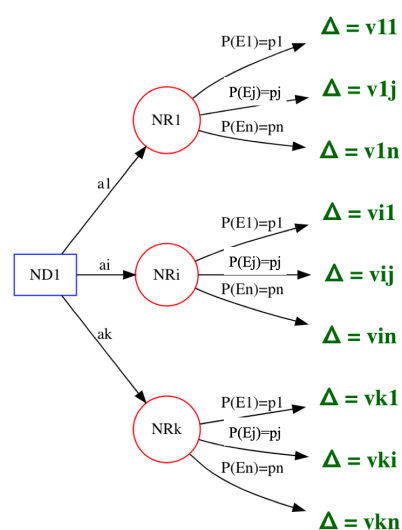 Δ = v11
P(E1)=p1
P(Ej)=pj
Δ = v1j
NR1
P(En)=pn
Δ = v1n
a1
Δ = vi1
P(E1)=p1
P(Ej)=pj
ND1
ai
NRi
Δ = vij
P(En)=pn
Δ = vin
ak
Δ = vk1
P(E1)=p1
NRk
P(Ej)=pj
Δ = vki
P(En)=pn
Δ = vkn